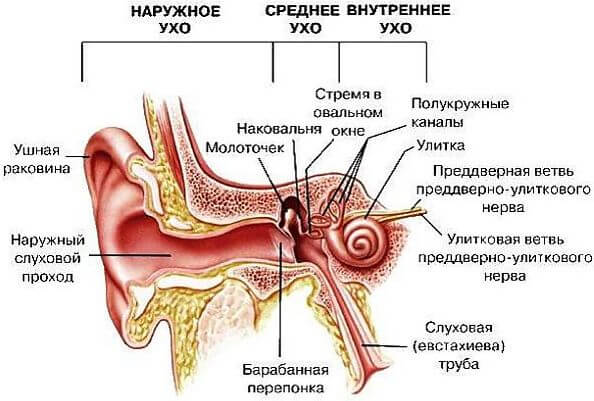 НАРУЖНОЕ
УХО
СРЕДНЕЕ
УХО
ВНУТРЕННЕЕ
УХО
Стремя в
овальном
окне
Полукружные
каналы
Наковальня
Молоточек
Улитка
Ушная
раковина
Преддверная ветвь
преддверно-улиткового
нерва
Наружный
слуховой
проход
Улитковая ветвь
преддверно-улиткового
нерва
Слуховая
(евстахиева)
труба
Барабанная
перепонка